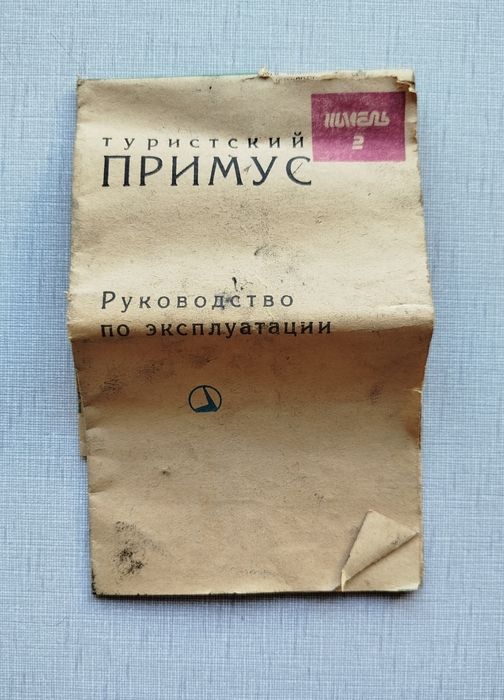 ШМЕЛЬ
2
ТУРИСТСКИЙ
ПРИМУС
Руководство
по эксплуатации